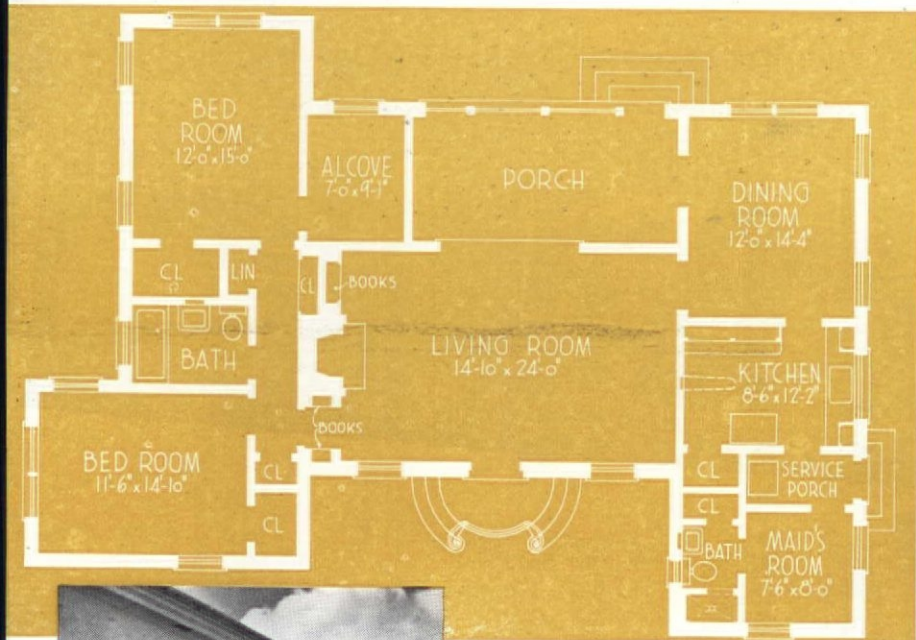 BED
ROOM
12'-0" x 15'-0"
ALCOVE
7'-0" x 9'-1"
PORCH
DINING
ROOM
12'-0" x 14'-4"
CL
LIN
CL
BOOKS
BATH
LIVING ROOM
14'-10" x 24'-0"
KITCHEN
8'-6" x 12'-2"
BOOKS
BED ROOM
11'-6" x 14'-10"
CL
CL
CL
SERVICE
PORCH
CL
BATH
MAID'S
ROOM
7'-6" x 8'-0"